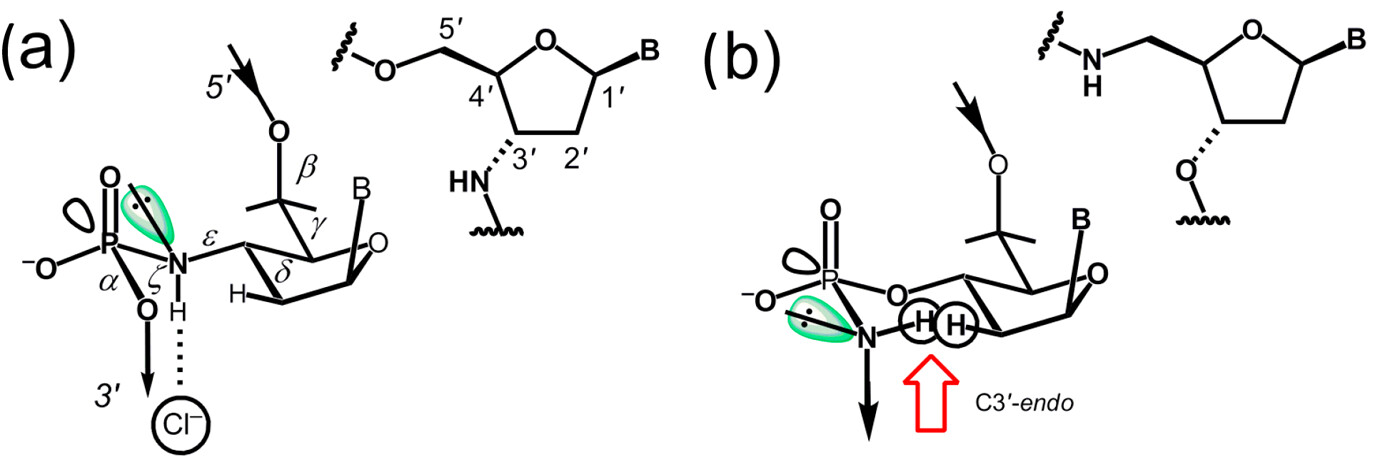 (a)
5′
O
B
O
4′
1′
3′
2′
HN
5′
O
β
O
B
P
ε
γ
O
⁻O
α
ζ
N
δ
H
O
H
3′
Cl⁻
(b)
O
B
N
H
O
O
O
B
P
O
O
⁻O
H
H
N
C3′-endo